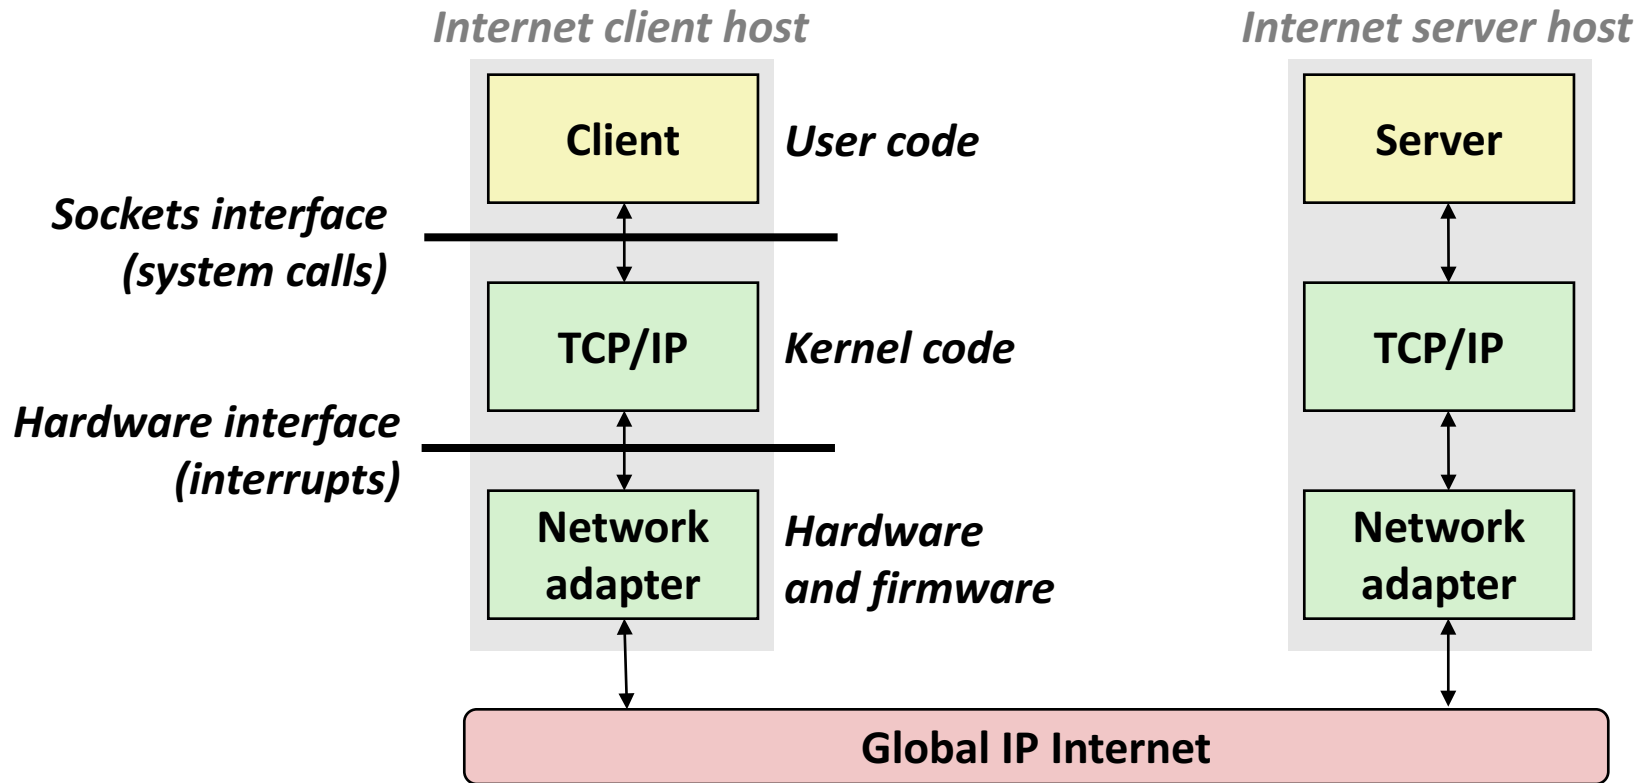 Internet client host
Internet server host
Client
User code
Server
Sockets interface
(system calls)
TCP/IP
Kernel code
TCP/IP
Hardware interface
(interrupts)
Network
adapter
Hardware
and firmware
Network
adapter
Global IP Internet